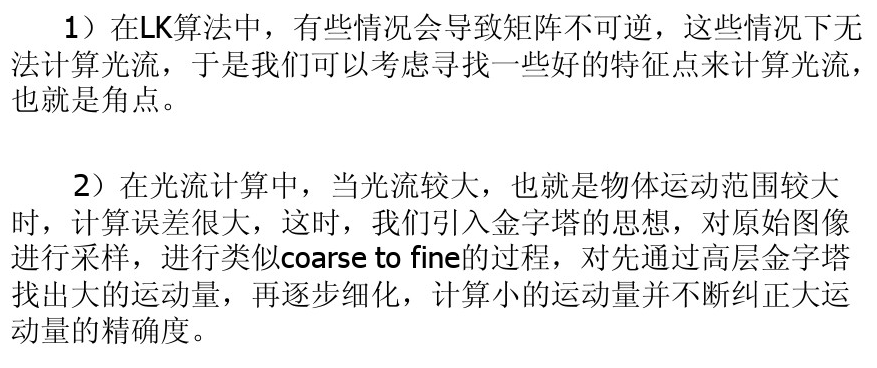 1）在LK算法中，有些情况会导致矩阵不可逆，这些情况下无
法计算光流，于是我们可以考虑寻找一些好的特征点来计算光流，
也就是角点。
2）在光流计算中，当光流较大，也就是物体运动范围较大
时，计算误差很大，这时，我们引入金字塔的思想，对原始图像
进行采样，进行类似coarse to fine的过程，对先通过高层金字塔
找出大的运动量，再逐步细化，计算小的运动量并不断纠正大运
动量的精确度。